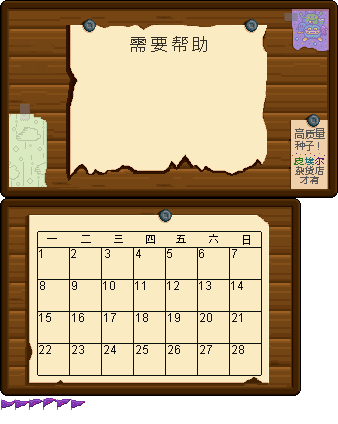 需要帮助
高质量
种子！
皮埃尔
杂货店
才有
一 二 三 四 五 六 日
1 2 3 4 5 6 7
8 9 10 11 12 13 14
15 16 17 18 19 20 21
22 23 24 25 26 27 28